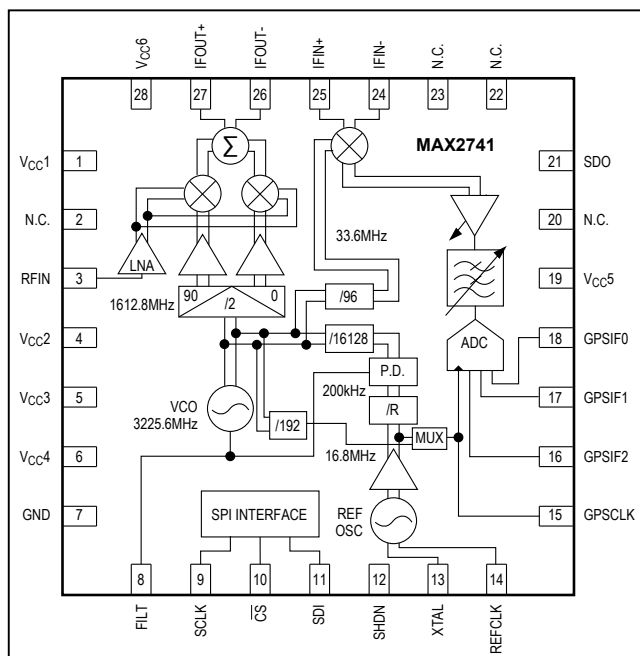 VCC6
IFOUT+
IFOUT-
IFIN+
IFIN-
N.C.
N.C.
28
27
26
25
24
23
22
MAX2741
VCC1
1
N.C.
2
RFIN
3
VCC2
4
VCC3
5
VCC4
6
GND
7
Σ
LNA
1612.8MHz
90
/2
0
33.6MHz
/96
/16128
P.D.
200kHz
/R
VCO
3225.6MHz
/192
MUX
16.8MHz
REF
OSC
SPI INTERFACE
ADC
21
SDO
20
N.C.
19
VCC5
18
GPSIF0
17
GPSIF1
16
GPSIF2
15
GPSCLK
8
9
10
11
12
13
14
FILT
SCLK
C̅S̅
SDI
SHDN
XTAL
REFCLK